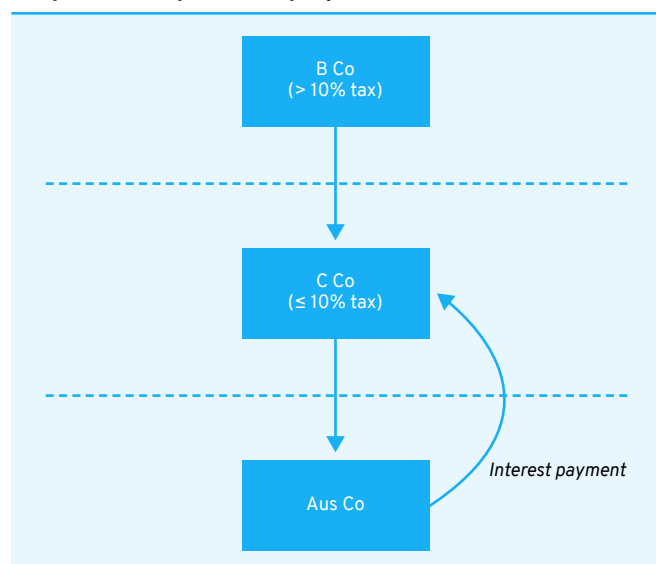 B Co
(> 10% tax)
C Co
(≤ 10% tax)
Interest payment
Aus Co